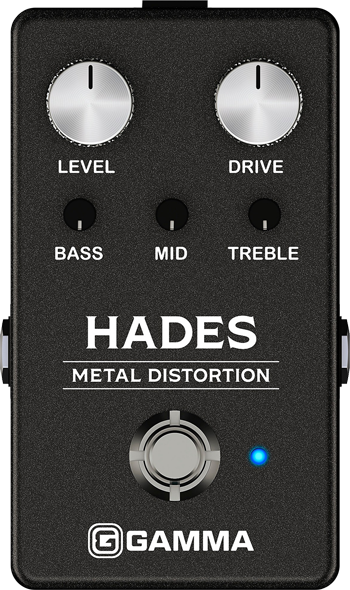 LEVEL DRIVE
BASS MID TREBLE
HADES
METAL DISTORTION
G GAMMA